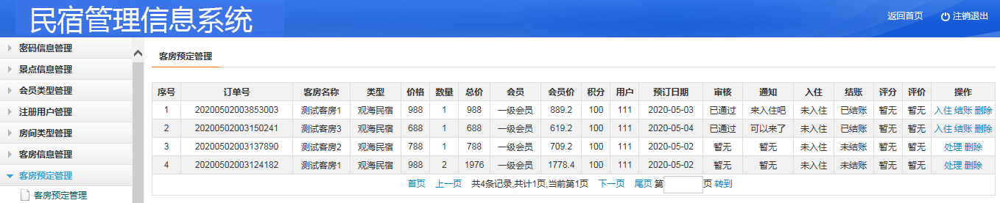 民宿管理信息系统
返回首页 注销退出
密码信息管理
景点信息管理
会员类型管理
注册用户管理
房间类型管理
客房信息管理
客房预定管理
客房预定管理
客房预定管理
序号 订单号 客房名称 类型 价格 数量 总价 会员 会员价 积分 用户 预订日期 审核 通知 入住 结账 评分 评价 操作
1 20200502003853003 测试客房1 观海民宿 988 1 988 一级会员 889.2 100 111 2020-05-03 已通过 来入住吧 未入住 已结账 暂无 暂无 入住 结账 删除
2 20200502003150241 测试客房3 观海民宿 688 1 688 一级会员 619.2 100 111 2020-05-04 已通过 可以来了 未入住 已结账 暂无 暂无 入住 结账 删除
3 20200502003137890 测试客房2 观海民宿 788 1 788 一级会员 709.2 100 111 2020-05-02 暂无 暂无 未入住 未结账 暂无 暂无 处理 删除
4 20200502003124182 测试客房1 观海民宿 988 2 1976 一级会员 1778.4 100 111 2020-05-02 暂无 暂无 未入住 未结账 暂无 暂无 处理 删除
首页 上一页 共4条记录,共计1页,当前第1页 下一页 尾页 第 页 转到